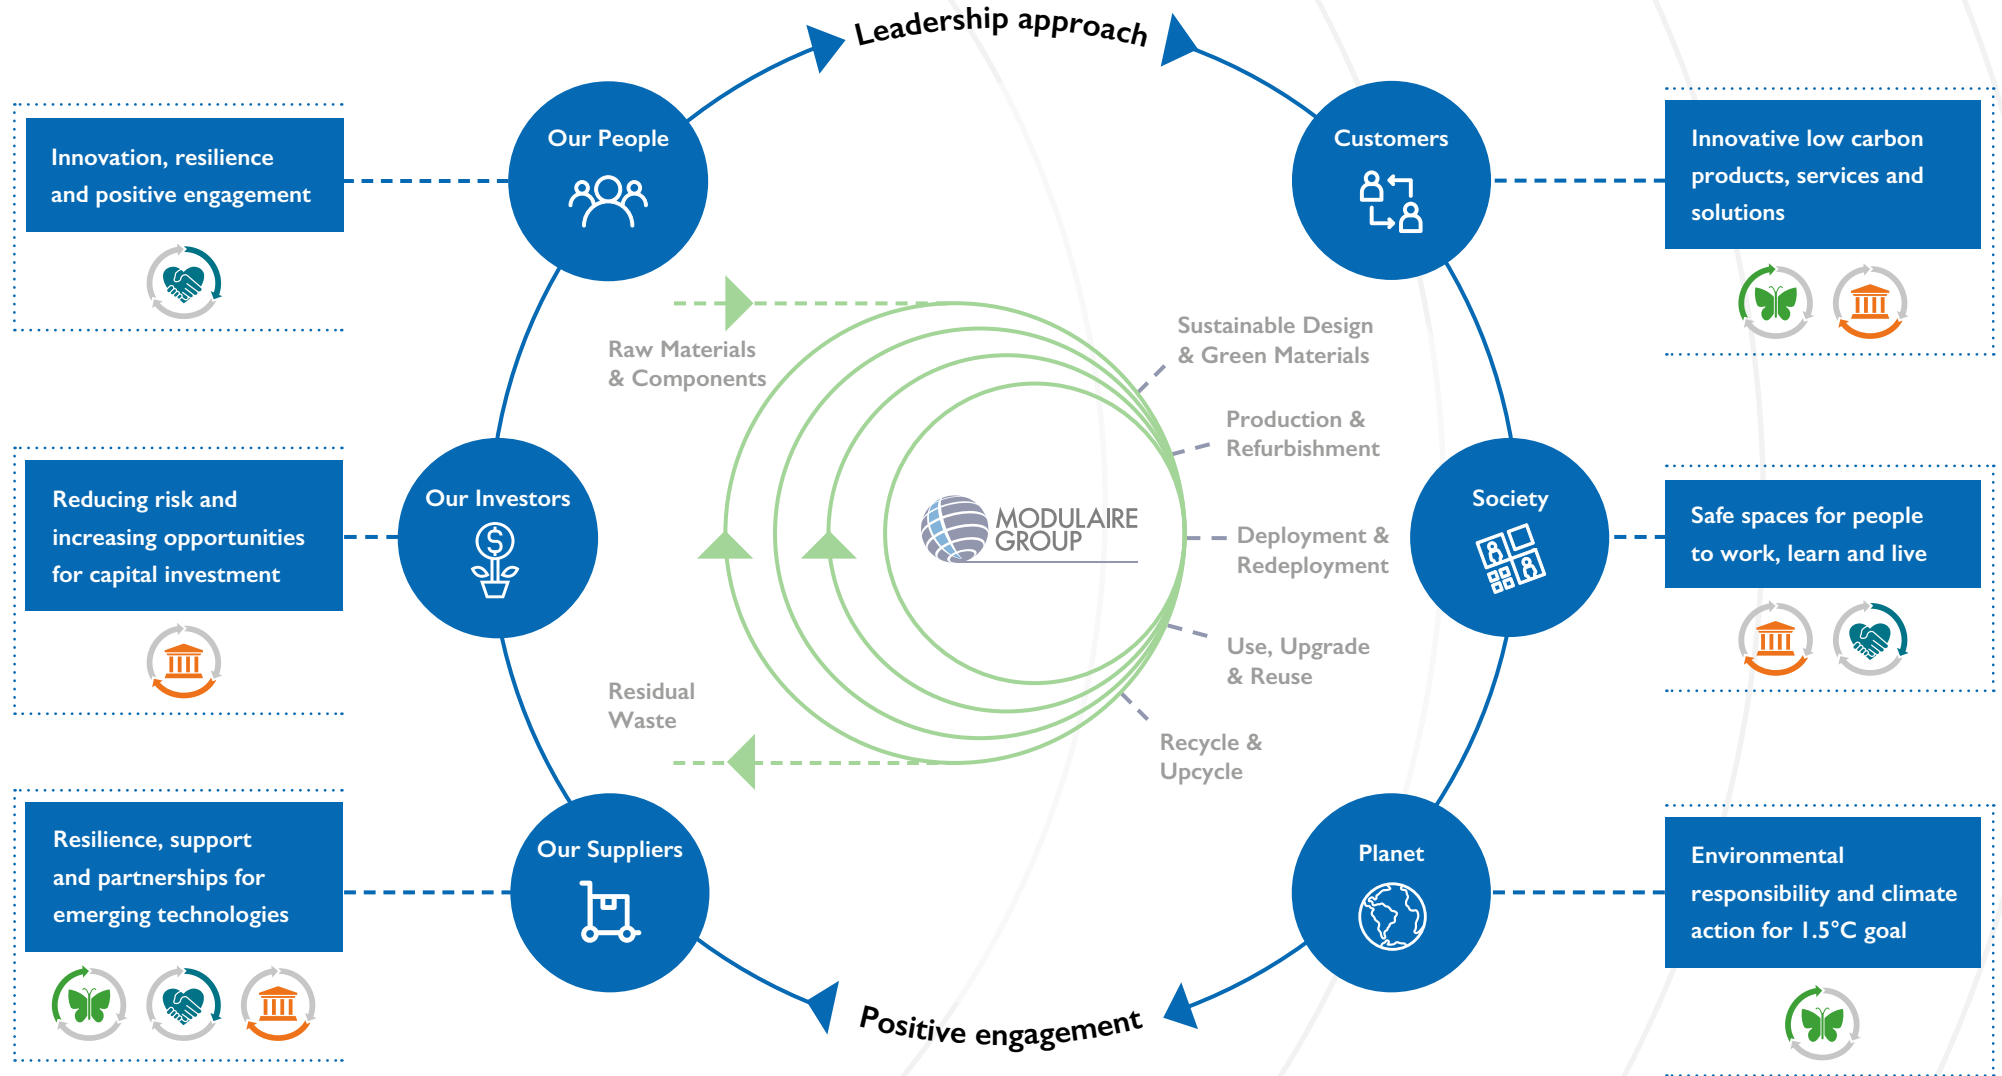 Leadership approach
Our People
Innovation, resilience
and positive engagement
Customers
Innovative low carbon
products, services and
solutions
Raw Materials
& Components
Sustainable Design
& Green Materials
Production &
Refurbishment
Our Investors
Reducing risk and
increasing opportunities
for capital investment
MODULAIRE
GROUP
Deployment &
Redeployment
Society
Safe spaces for people
to work, learn and live
Use, Upgrade
& Reuse
Residual
Waste
Recycle &
Upcycle
Our Suppliers
Resilience, support
and partnerships for
emerging technologies
Planet
Environmental
responsibility and climate
action for 1.5°C goal
Positive engagement